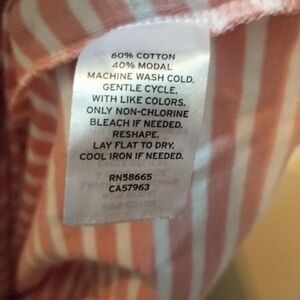 60% COTTON
40% MODAL
MACHINE WASH COLD.
GENTLE CYCLE.
WITH LIKE COLORS.
ONLY NON-CHLORINE
BLEACH IF NEEDED.
RESHAPE.
LAY FLAT TO DRY.
COOL IRON IF NEEDED.
RN58665
CA57963